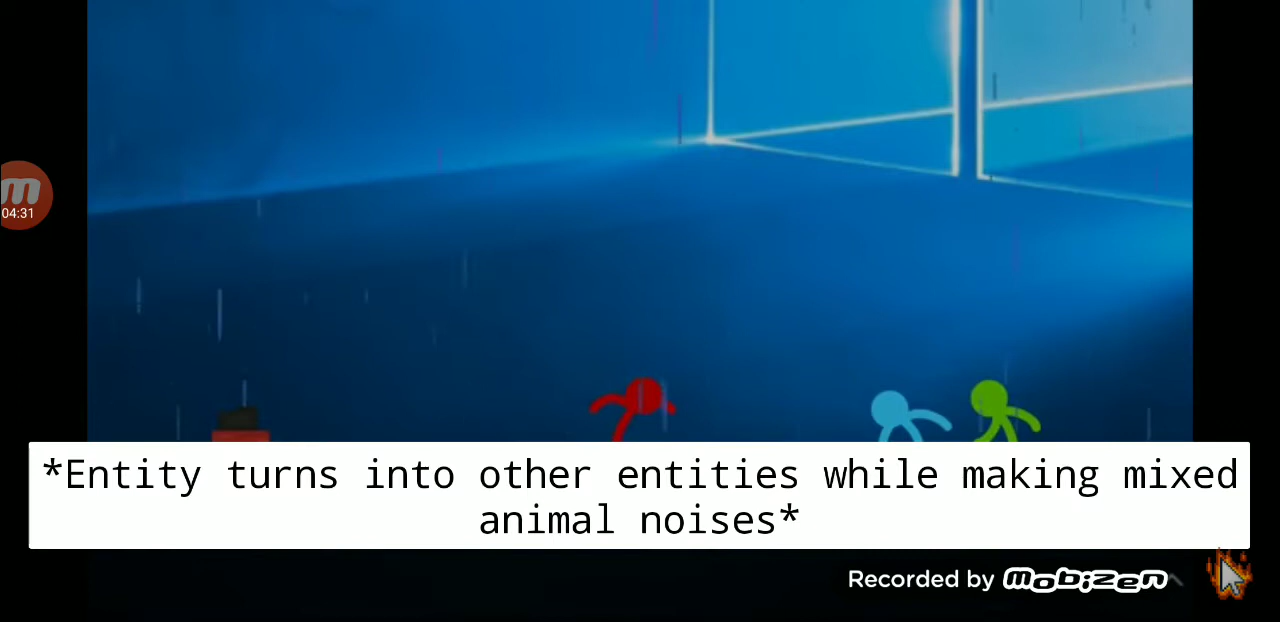 04:31
*Entity turns into other entities while making mixed
animal noises*
Recorded by mobizen